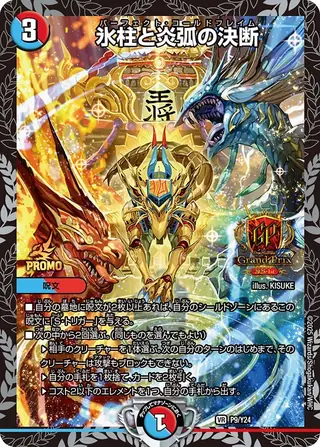 パーフェクト・コールドフレイム
3
氷柱と炎弧の決断
王将
GP
Grand Prix
2025-1st
PROMO
呪文
illus. KISUKE
■自分の墓地に呪文が2枚以上あれば、自分のシールドゾーンにあるこの
呪文に「S・トリガー」を与える。
■次の中から2回選ぶ。(同じものを選んでもよい)
▶相手のクリーチャーを1体選ぶ。次の自分のターンのはじめまで、その
クリーチャーは攻撃もブロックもできない。
▶自分の手札を1枚捨て、カードを2枚引く。
▶コスト2以下のエレメントを1つ、自分の手札から出す。
1
VR P9/Y24